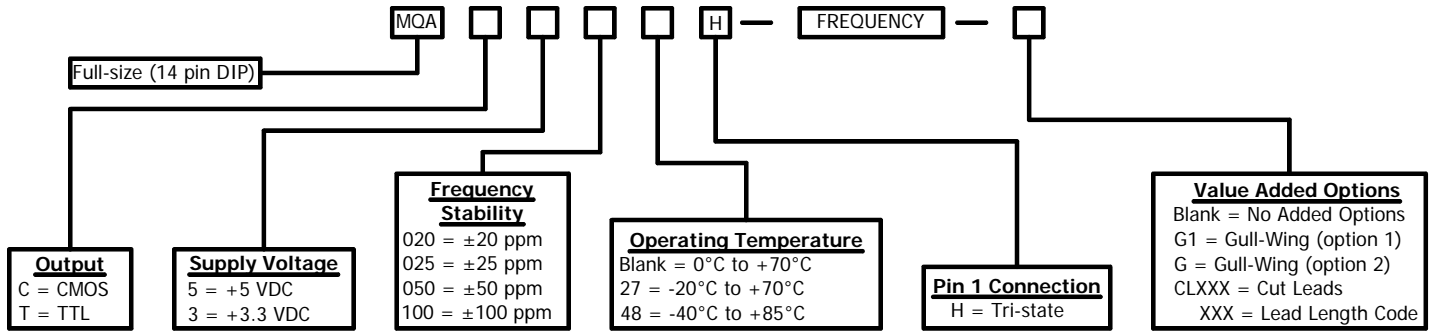 MQA H FREQUENCY
Full-size (14 pin DIP)
Output
C = CMOS
T = TTL
Supply Voltage
5 = +5 VDC
3 = +3.3 VDC
Frequency
Stability
020 = ±20 ppm
025 = ±25 ppm
050 = ±50 ppm
100 = ±100 ppm
Operating Temperature
Blank = 0°C to +70°C
27 = -20°C to +70°C
48 = -40°C to +85°C
Pin 1 Connection
H = Tri-state
Value Added Options
Blank = No Added Options
G1 = Gull-Wing (option 1)
G = Gull-Wing (option 2)
CLXXX = Cut Leads
XXX = Lead Length Code